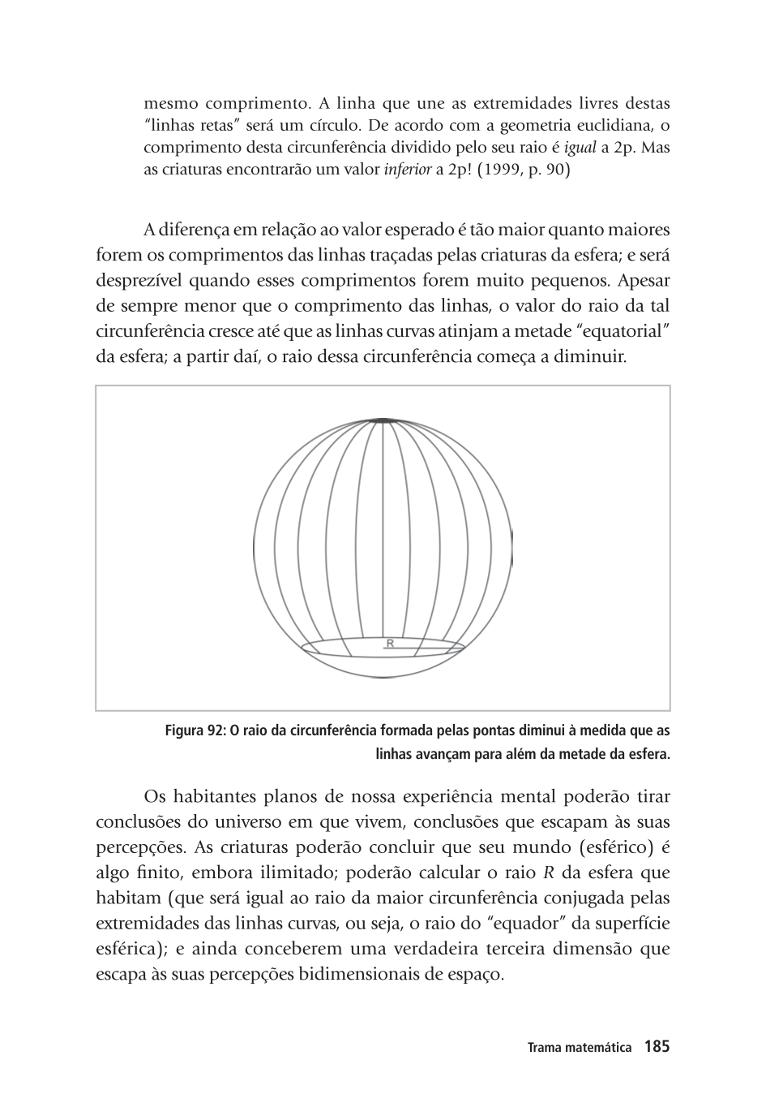 mesmo comprimento. A linha que une as extremidades livres destas
“linhas retas” será um círculo. De acordo com a geometria euclidiana, o
comprimento desta circunferência dividido pelo seu raio é igual a 2p. Mas
as criaturas encontrarão um valor inferior a 2p! (1999, p. 90)
A diferença em relação ao valor esperado é tão maior quanto maiores
forem os comprimentos das linhas traçadas pelas criaturas da esfera; e será
desprezível quando esses comprimentos forem muito pequenos. Apesar
de sempre menor que o comprimento das linhas, o valor do raio da tal
circunferência cresce até que as linhas curvas atinjam a metade “equatorial”
da esfera; a partir daí, o raio dessa circunferência começa a diminuir.
R
Figura 92: O raio da circunferência formada pelas pontas diminui à medida que as
linhas avançam para além da metade da esfera.
Os habitantes planos de nossa experiência mental poderão tirar
conclusões do universo em que vivem, conclusões que escapam às suas
percepções. As criaturas poderão concluir que seu mundo (esférico) é
algo finito, embora ilimitado; poderão calcular o raio R da esfera que
habitam (que será igual ao raio da maior circunferência conjugada pelas
extremidades das linhas curvas, ou seja, o raio do “equador” da superfície
esférica); e ainda conceberem uma verdadeira terceira dimensão que
escapa às suas percepções bidimensionais de espaço.
Trama matemática 185